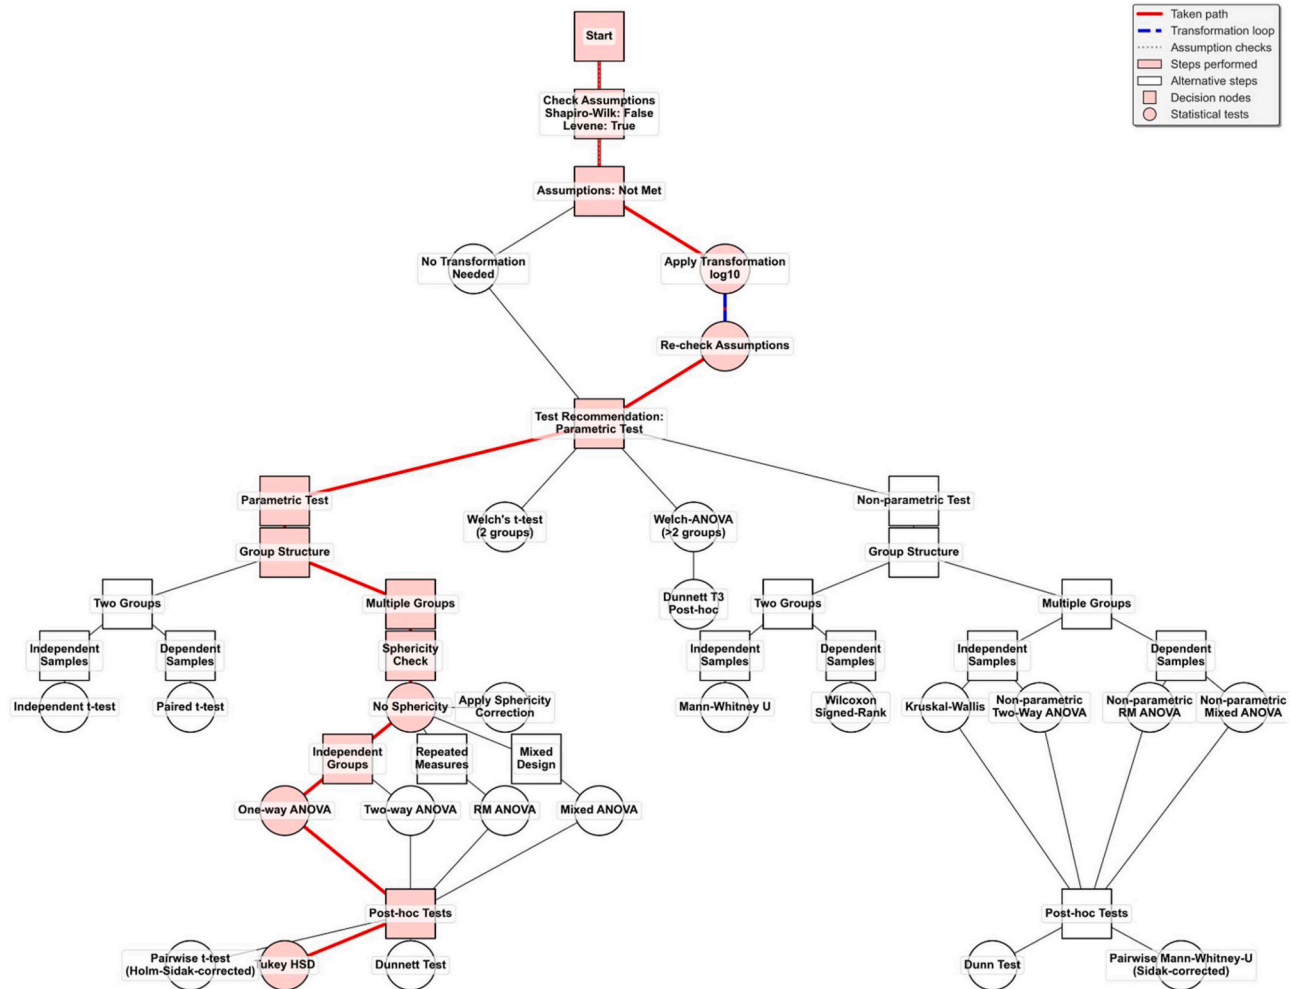 Start
Taken path
Transformation loop
Assumption checks
Steps performed
Alternative steps
Decision nodes
Statistical tests
Check Assumptions
Shapiro-Wilk: False
Levene: True
Assumptions: Not Met
No Transformation
Needed
Apply Transformation
log10
Re-check Assumptions
Test Recommendation:
Parametric Test
Parametric Test
Welch's t-test
(2 groups)
Welch-ANOVA
(>2 groups)
Non-parametric Test
Group Structure
Group Structure
Two Groups
Multiple Groups
Dunnett T3
Post-hoc
Two Groups
Multiple Groups
Independent
Samples
Dependent
Samples
Sphericity
Check
Independent
Samples
Dependent
Samples
Independent
Samples
Dependent
Samples
Independent t-test
Paired t-test
No Sphericity
Apply Sphericity
Correction
Mann-Whitney U
Wilcoxon
Signed-Rank
Kruskal-Wallis
Non-parametric
Two-Way ANOVA
Non-parametric
RM ANOVA
Non-parametric
Mixed ANOVA
Independent
Groups
Repeated
Measures
Mixed
Design
One-way ANOVA
Two-way ANOVA
RM ANOVA
Mixed ANOVA
Post-hoc Tests
Post-hoc Tests
Pairwise t-test
(Holm-Sidak-corrected)
Tukey HSD
Dunnett Test
Dunn Test
Pairwise Mann-Whitney-U
(Sidak-corrected)